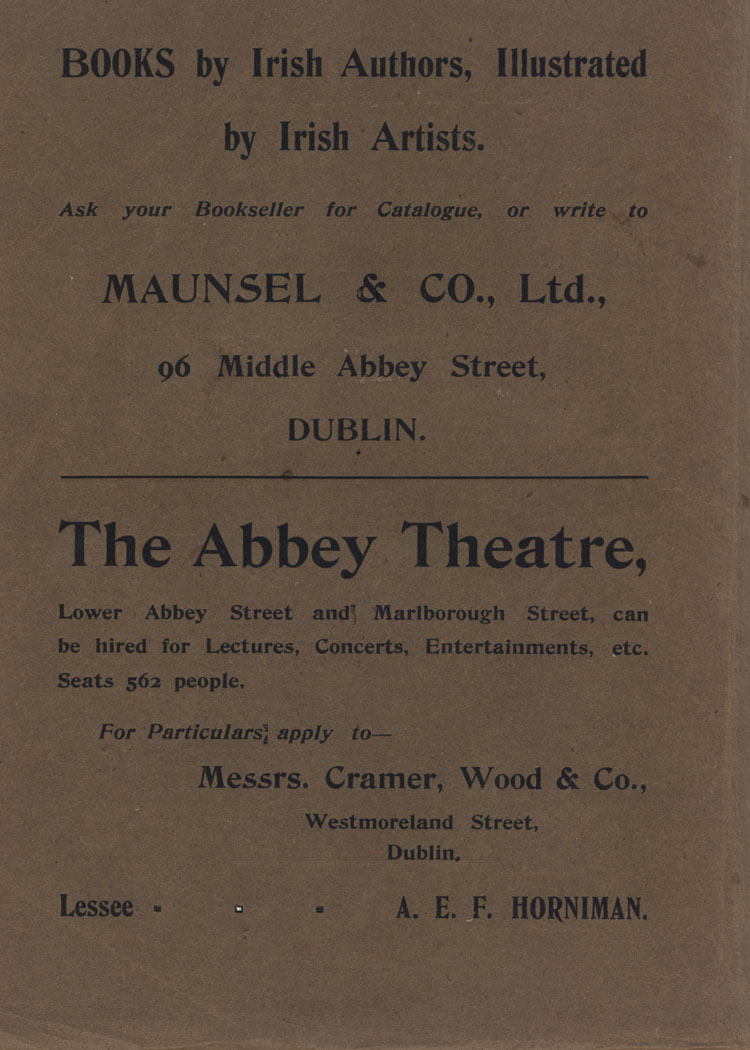 BOOKS by Irish Authors, Illustrated
by Irish Artists.
Ask your Bookseller for Catalogue, or write to
MAUNSEL & CO., Ltd.,
96 Middle Abbey Street,
DUBLIN.
The Abbey Theatre,
Lower Abbey Street and Marlborough Street, can
be hired for Lectures, Concerts, Entertainments, etc.
Seats 562 people.
For Particulars apply to—
Messrs. Cramer, Wood & Co.,
Westmoreland Street,
Dublin.
Lessee - - - A. E. F. HORNIMAN.